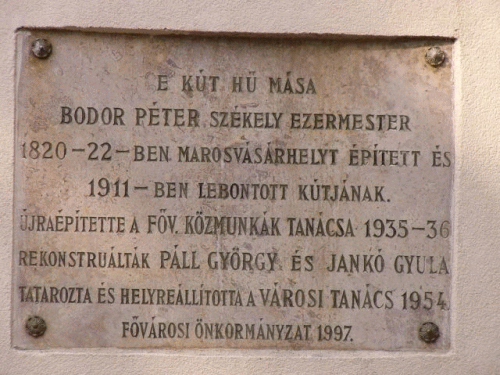 E KÚT HŰ MÁSA
BODOR PÉTER SZÉKELY EZERMESTER
1820-22-BEN MAROSVÁSÁRHELYT ÉPÍTETT ÉS
1911-BEN LEBONTOTT KÚTJÁNAK.
ÚJRAÉPÍTETTE A FŐV. KÖZMUNKÁK TANÁCSA 1935-36
REKONSTRUÁLTÁK PÁLL GYÖRGY ÉS JANKÓ GYULA
TATAROZTA ÉS HELYREÁLLÍTOTTA A VÁROSI TANÁCS 1954.
FŐVÁROSI ÖNKORMÁNYZAT 1997.